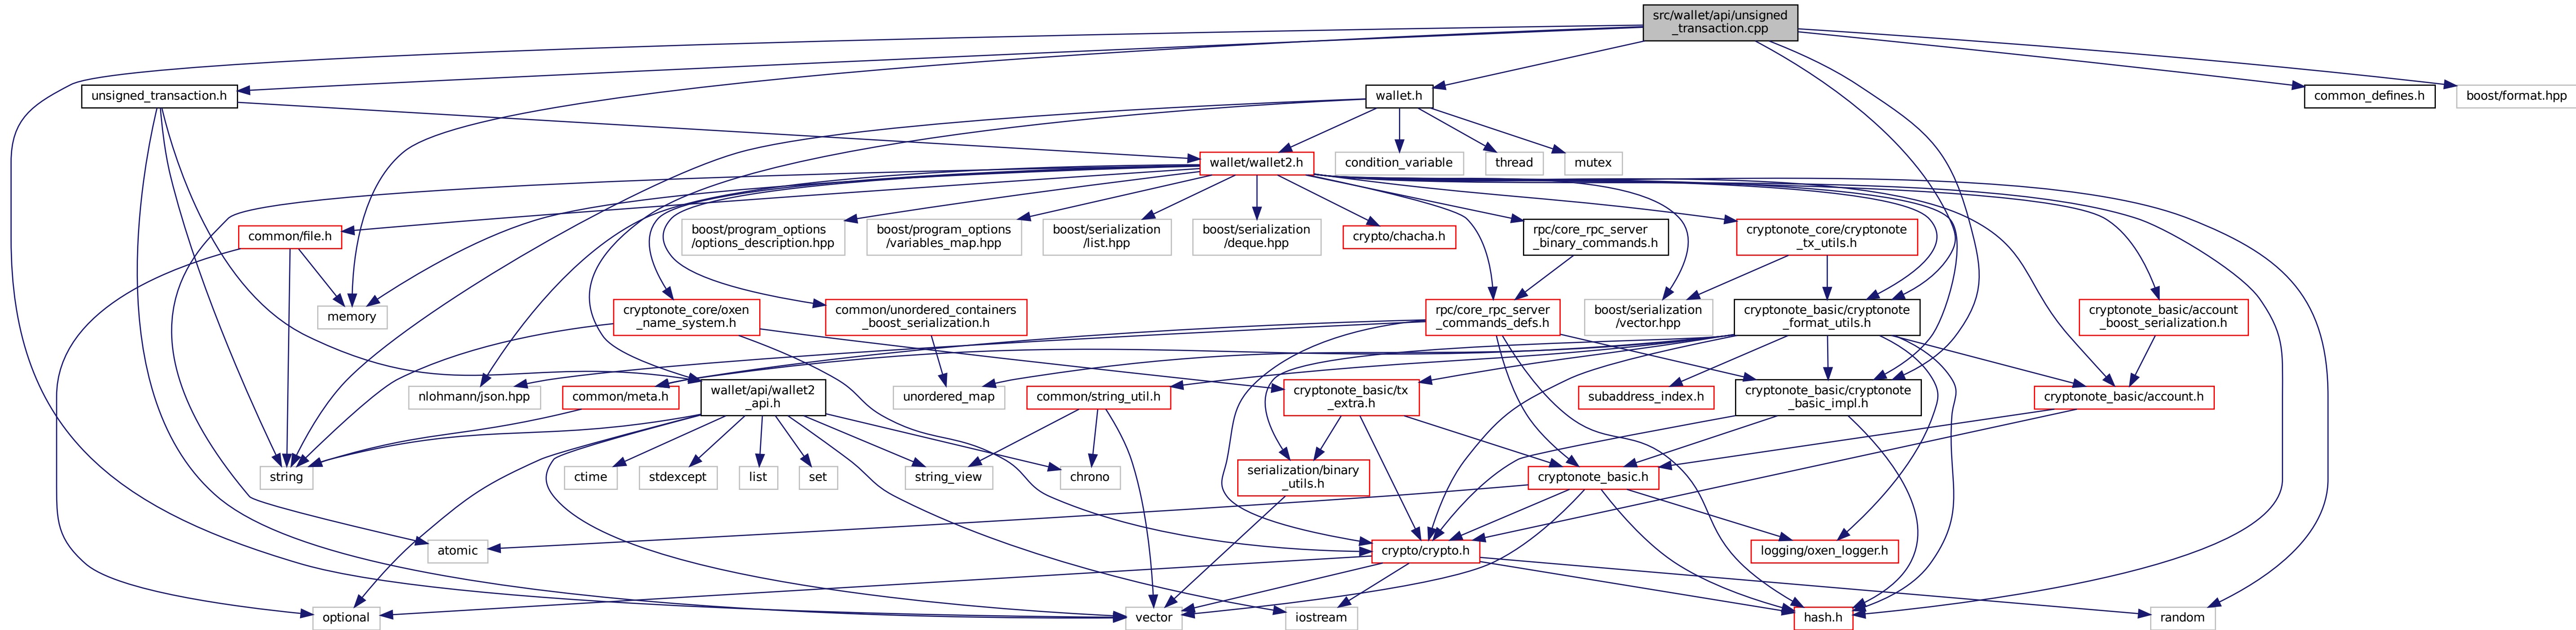 src/wallet/api/unsigned
_transaction.cpp
unsigned_transaction.h
wallet.h
common_defines.h
boost/format.hpp
wallet/wallet2.h
condition_variable
thread
mutex
common/file.h
boost/program_options
/options_description.hpp
boost/program_options
/variables_map.hpp
boost/serialization
/list.hpp
boost/serialization
/deque.hpp
crypto/chacha.h
rpc/core_rpc_server
_binary_commands.h
cryptonote_core/cryptonote
_tx_utils.h
memory
cryptonote_core/oxen
_name_system.h
common/unordered_containers
_boost_serialization.h
rpc/core_rpc_server
_commands_defs.h
boost/serialization
/vector.hpp
cryptonote_basic/cryptonote
_format_utils.h
cryptonote_basic/account
_boost_serialization.h
nlohmann/json.hpp
common/meta.h
wallet/api/wallet2
_api.h
unordered_map
common/string_util.h
cryptonote_basic/tx
_extra.h
subaddress_index.h
cryptonote_basic/cryptonote
_basic_impl.h
cryptonote_basic/account.h
string
ctime
stdexcept
list
set
string_view
chrono
serialization/binary
_utils.h
cryptonote_basic.h
atomic
crypto/crypto.h
logging/oxen_logger.h
optional
vector
iostream
hash.h
random